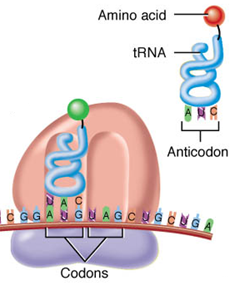 Amino acid
tRNA
A U C
Anticodon
U A C
C G G A U G U A G C U G C U G A
Codons